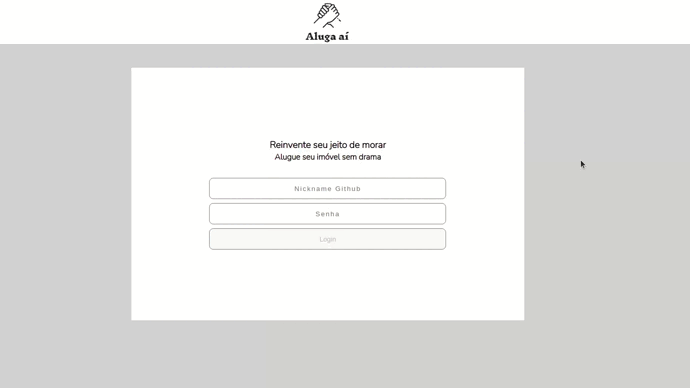 Aluga aí
Reinvente seu jeito de morar
Alugue seu imóvel sem drama
Nickname Github
Senha
Login